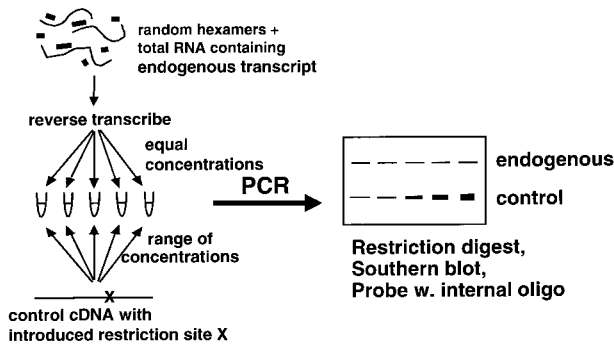 random hexamers +
total RNA containing
endogenous transcript
reverse transcribe
equal
concentrations
PCR
endogenous
control
range of
concentrations
Restriction digest,
Southern blot,
Probe w. internal oligo
X
control cDNA with
introduced restriction site X